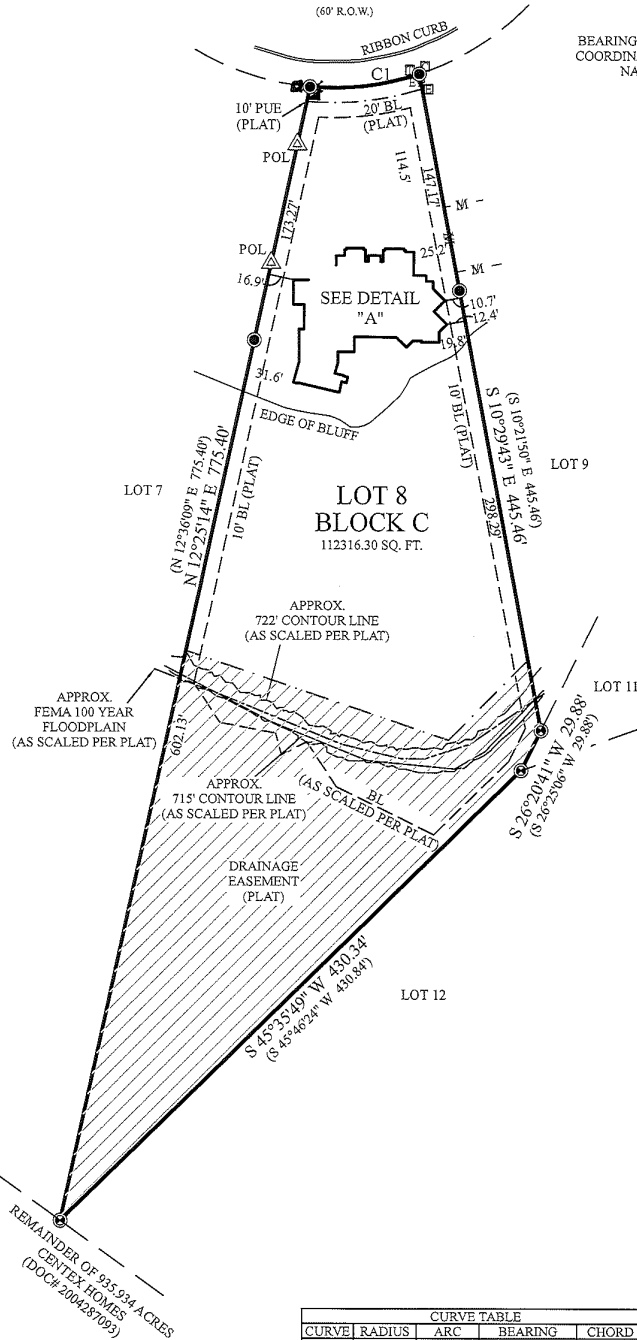 (60' R.O.W.)
RIBBON CURB
BEARING
COORDINA
NA
C1
10' PUE
(PLAT)
20' BL
(PLAT)
POL
114.5'
147.17'
173.27'
M
M
25.2'
POL
M
16.9'
SEE DETAIL
"A"
10.7'
12.4'
19.8'
31.6'
EDGE OF BLUFF
10' BL (PLAT)
(S 10°21'50" E 445.46')
S 10°29'43" E 445.46'
LOT 9
LOT 7
(N 12°36'09" E 775.40')
N 12°25'14" E 775.40'
10' BL (PLAT)
LOT 8
BLOCK C
112316.30 SQ. FT.
298.29'
APPROX.
722' CONTOUR LINE
(AS SCALED PER PLAT)
APPROX.
FEMA 100 YEAR
FLOODPLAIN
(AS SCALED PER PLAT)
LOT 11
602.13'
APPROX.
715' CONTOUR LINE
(AS SCALED PER PLAT)
BL
(AS SCALED PER PLAT)
S 26°20'41" W 29.88'
(S 26°25'06" W 29.88')
DRAINAGE
EASEMENT
(PLAT)
S 45°35'49" W 430.34'
(S 45°46'24" W 430.84')
LOT 12
REMAINDER OF 935.934 ACRES
CENTEX HOMES
(DOC# 2004287093)
CURVE TABLE
CURVE RADIUS ARC BEARING CHORD